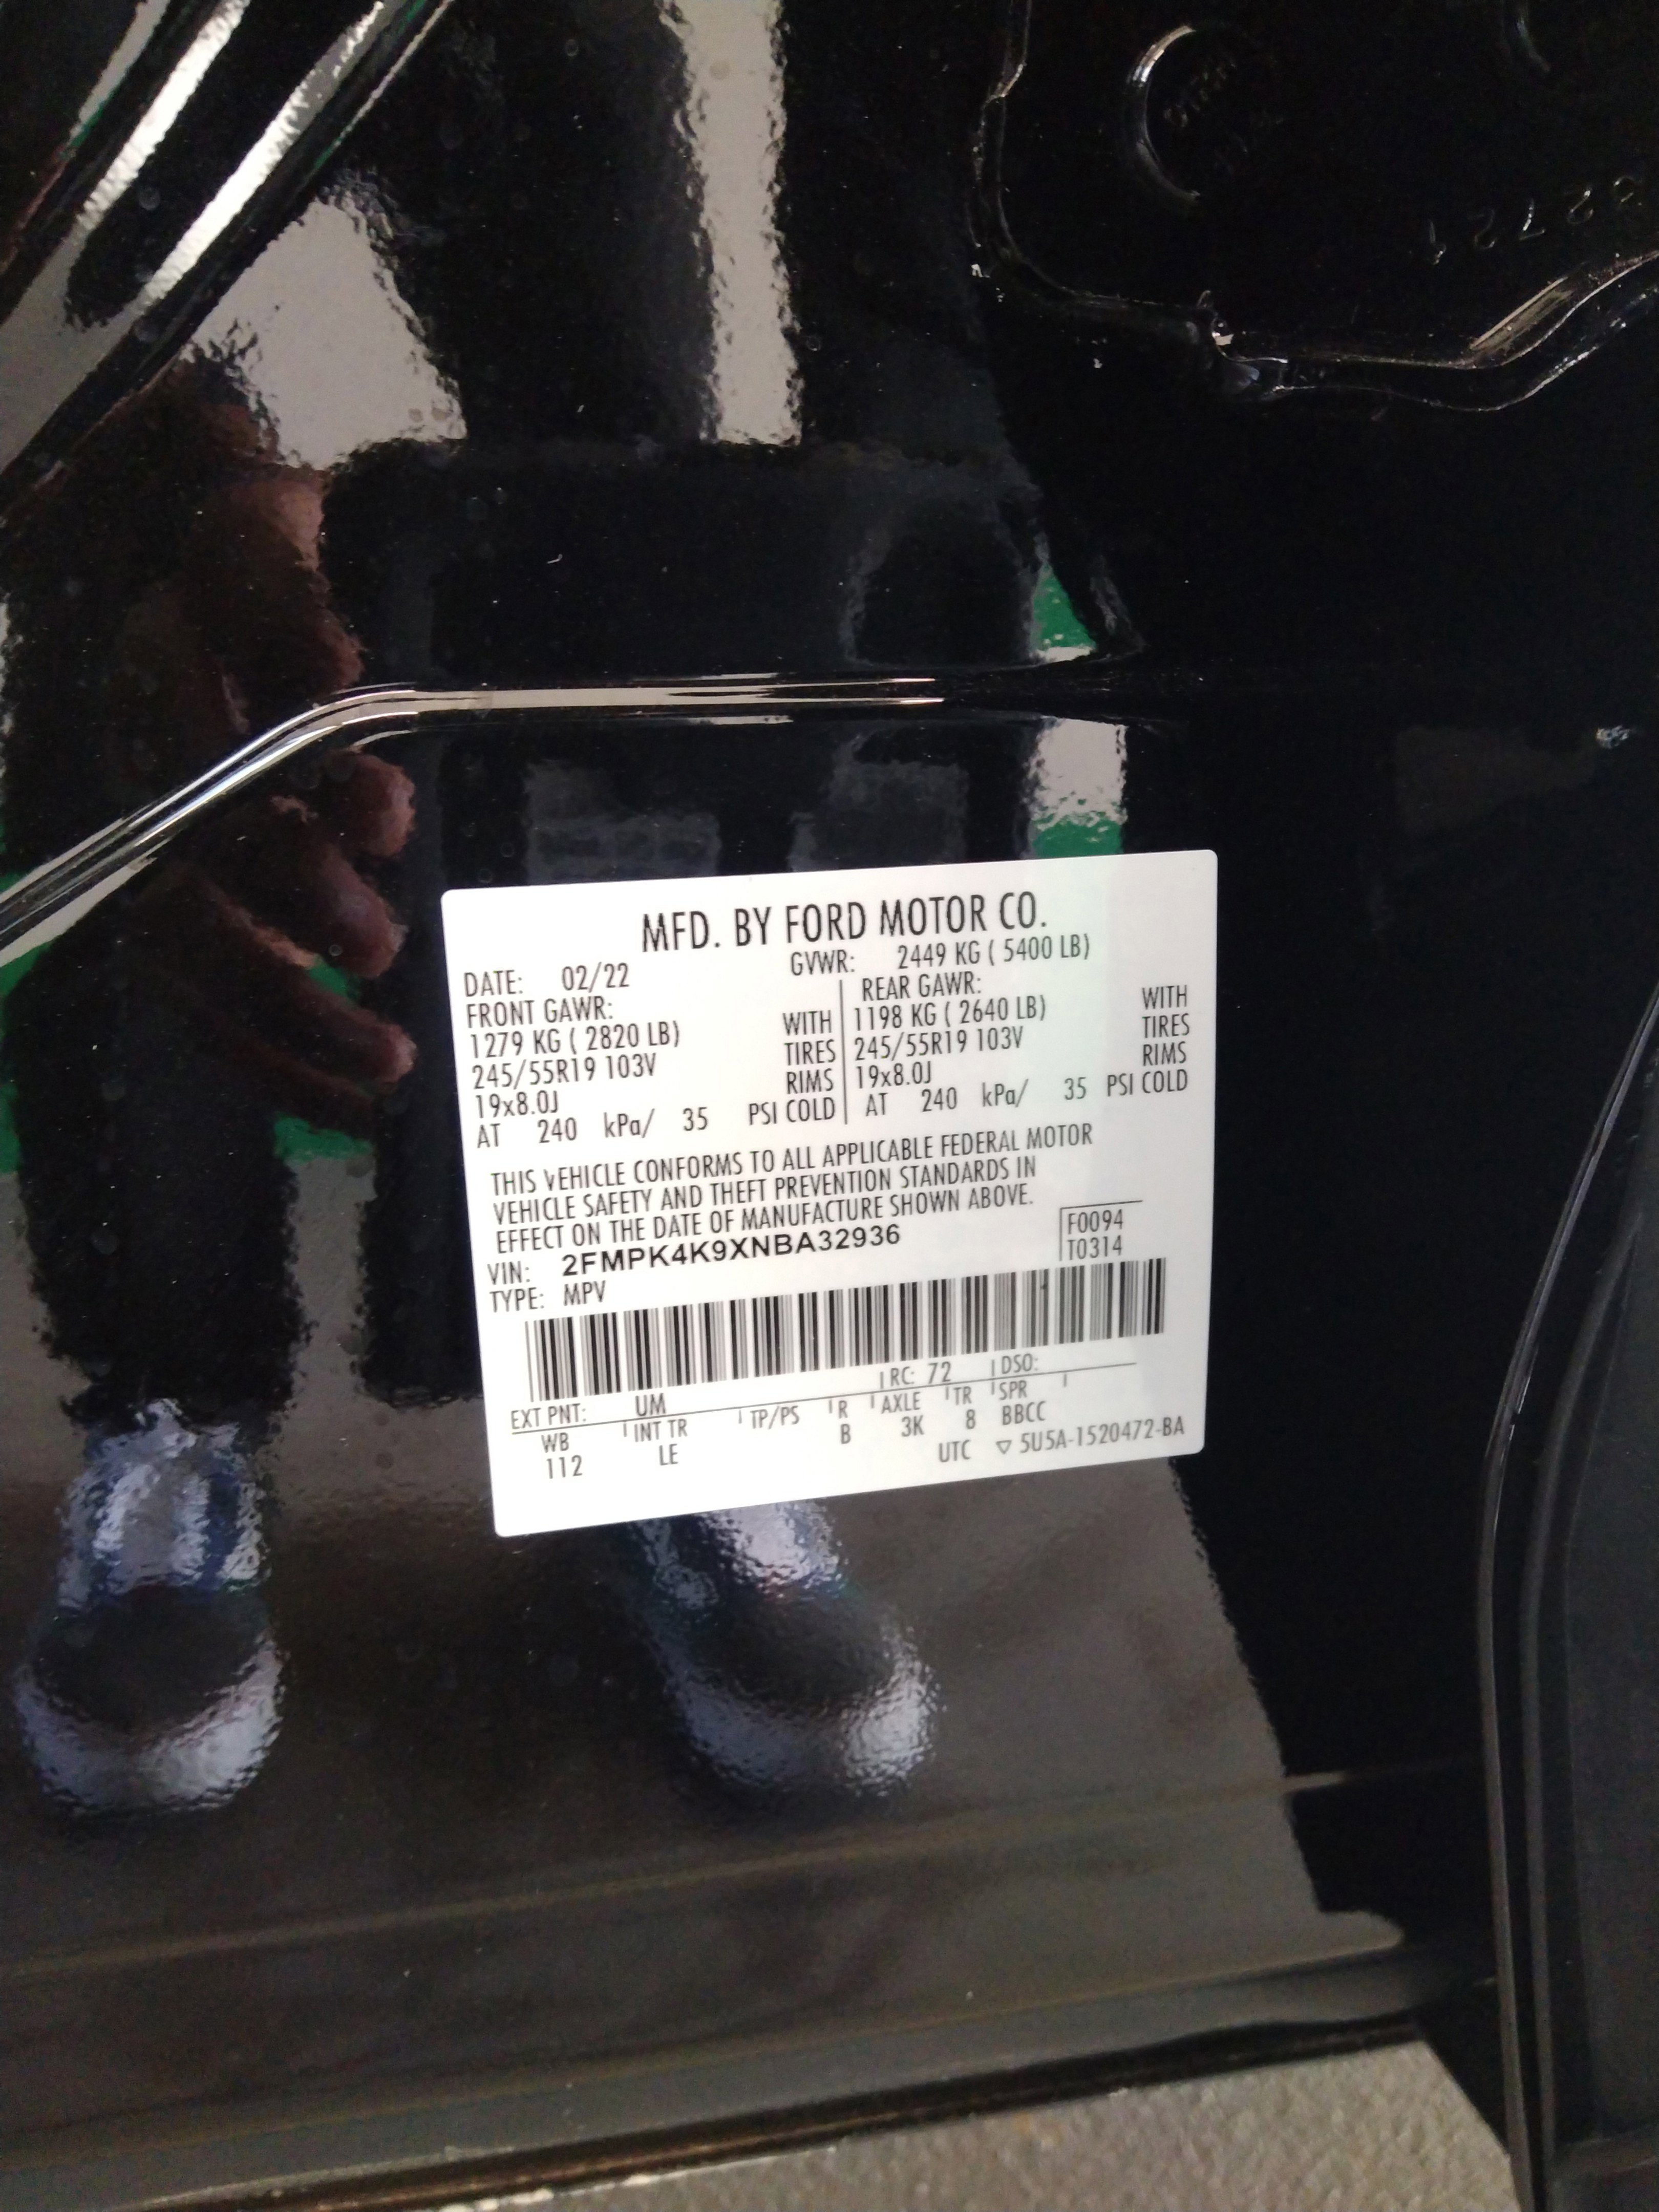 MFD. BY FORD MOTOR CO.
DATE: 02/22 GVWR: 2449 KG ( 5400 LB)
FRONT GAWR: REAR GAWR:
1279 KG ( 2820 LB) WITH 1198 KG ( 2640 LB) WITH
245/55R19 103V TIRES 245/55R19 103V TIRES
19x8.0J RIMS 19x8.0J RIMS
AT 240 kPa/ 35 PSI COLD AT 240 kPa/ 35 PSI COLD
THIS VEHICLE CONFORMS TO ALL APPLICABLE FEDERAL MOTOR
VEHICLE SAFETY AND THEFT PREVENTION STANDARDS IN
EFFECT ON THE DATE OF MANUFACTURE SHOWN ABOVE.
VIN: 2FMPK4K9XNBA32936 F0094
TYPE: MPV T0314
EXT PNT: UM RC: 72 DSO:
WB INT TR TP/PS R AXLE TR SPR
112 LE B 3K 8 BBCC
UTC ▽ 5U5A-1520472-BA